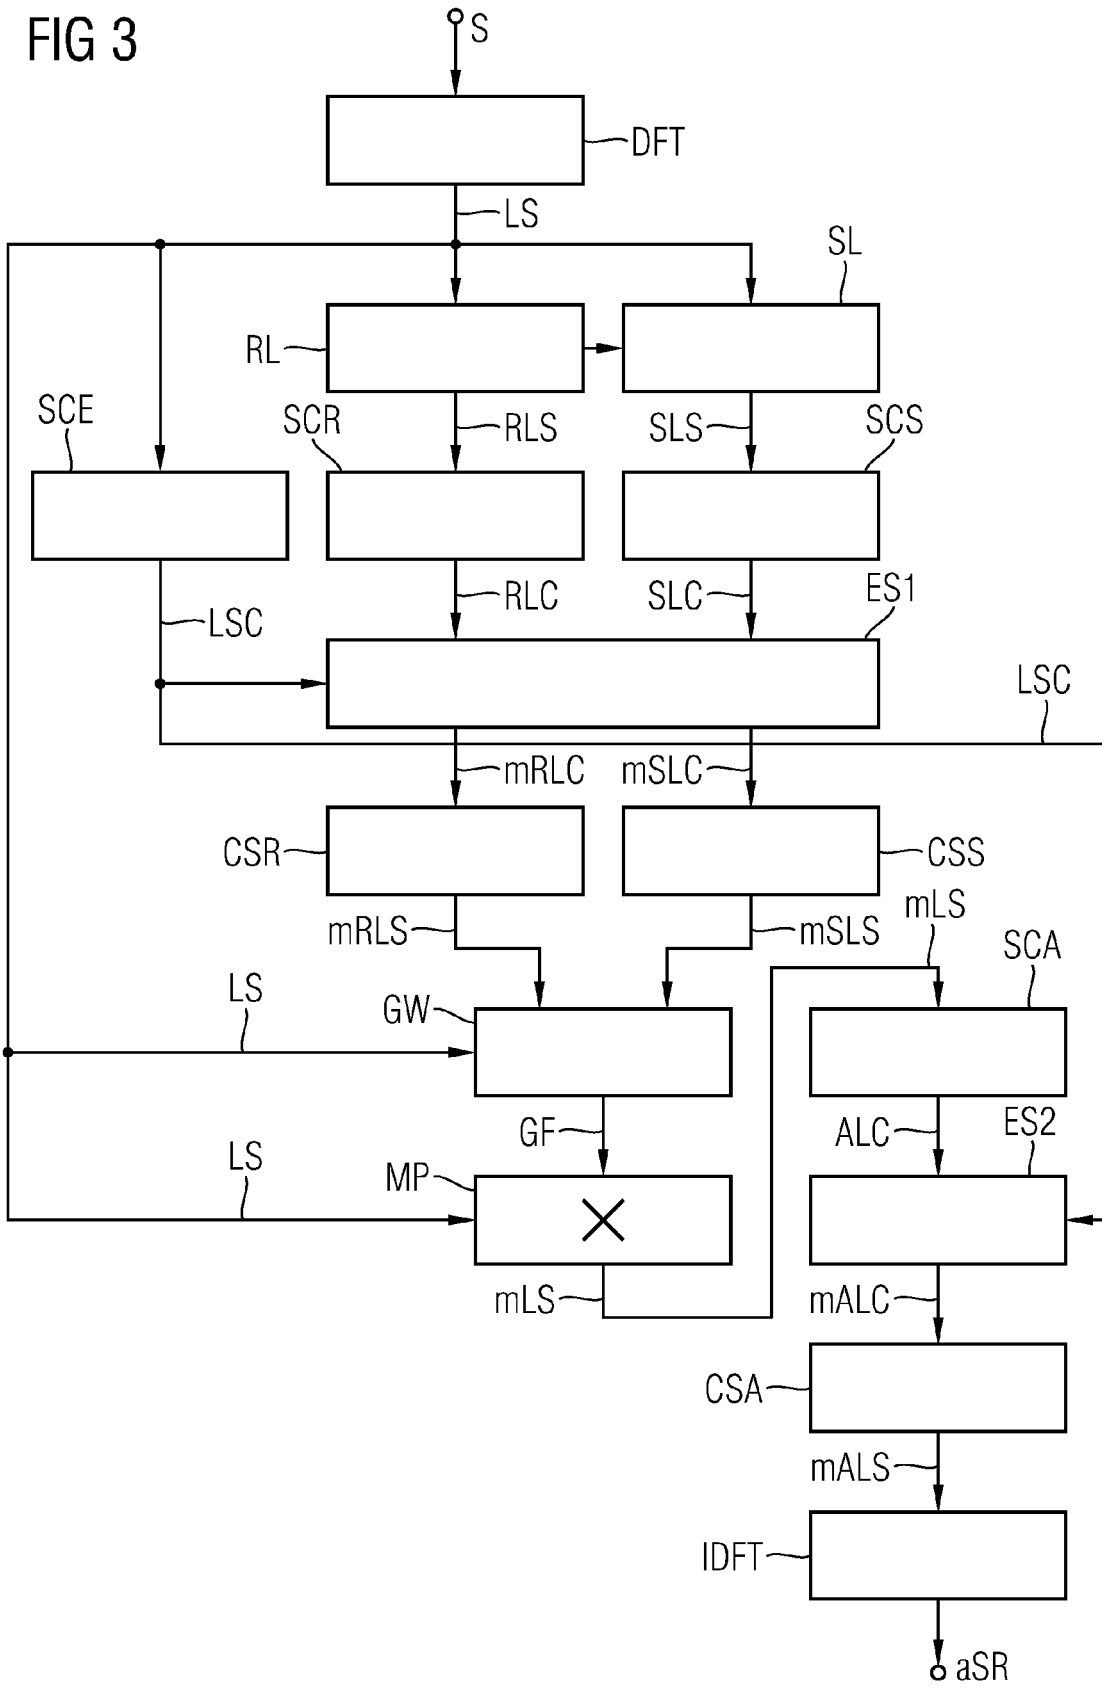 FIG 3
S
DFT
LS
SL
RL
SCE
SCR
RLS
SLS
SCS
RLC
SLC
ES1
LSC
LSC
mRLC
mSLC
CSR
CSS
mLS
mRLS
mSLS
SCA
LS
GW
GF
ALC
ES2
LS
MP
mLS
mALC
CSA
mALS
IDFT
aSR